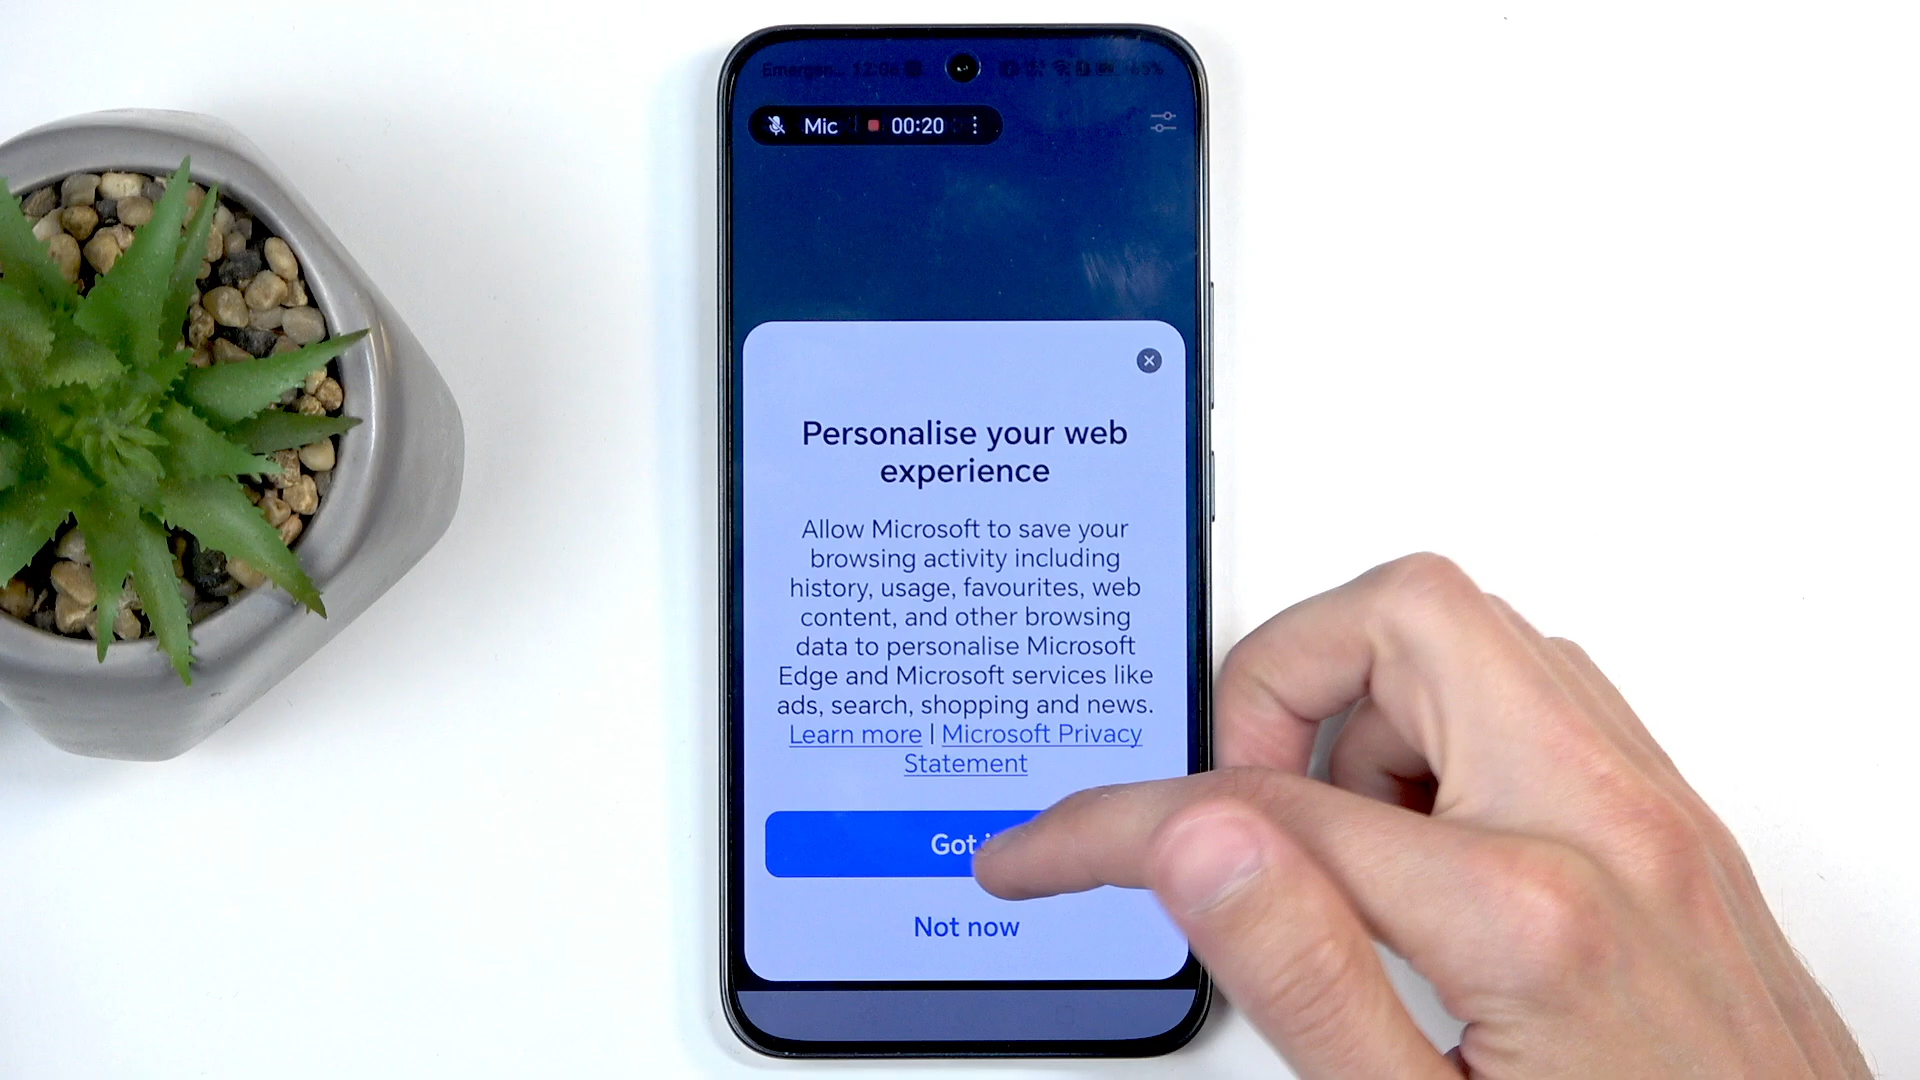 Emergen... 12:06 65%
Mic 00:20
Personalise your web
experience
Allow Microsoft to save your
browsing activity including
history, usage, favourites, web
content, and other browsing
data to personalise Microsoft
Edge and Microsoft services like
ads, search, shopping and news.
Learn more | Microsoft Privacy
Statement
Got i
Not now